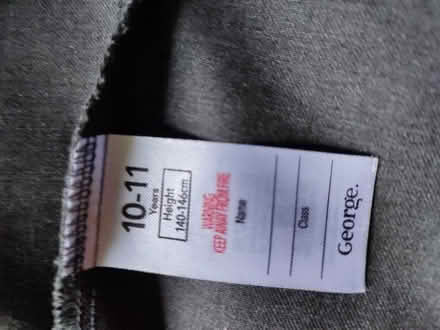 10-11
Years
Height
140-146cm
WARNING
KEEP AWAY FROM FIRE
Name
Class
George.